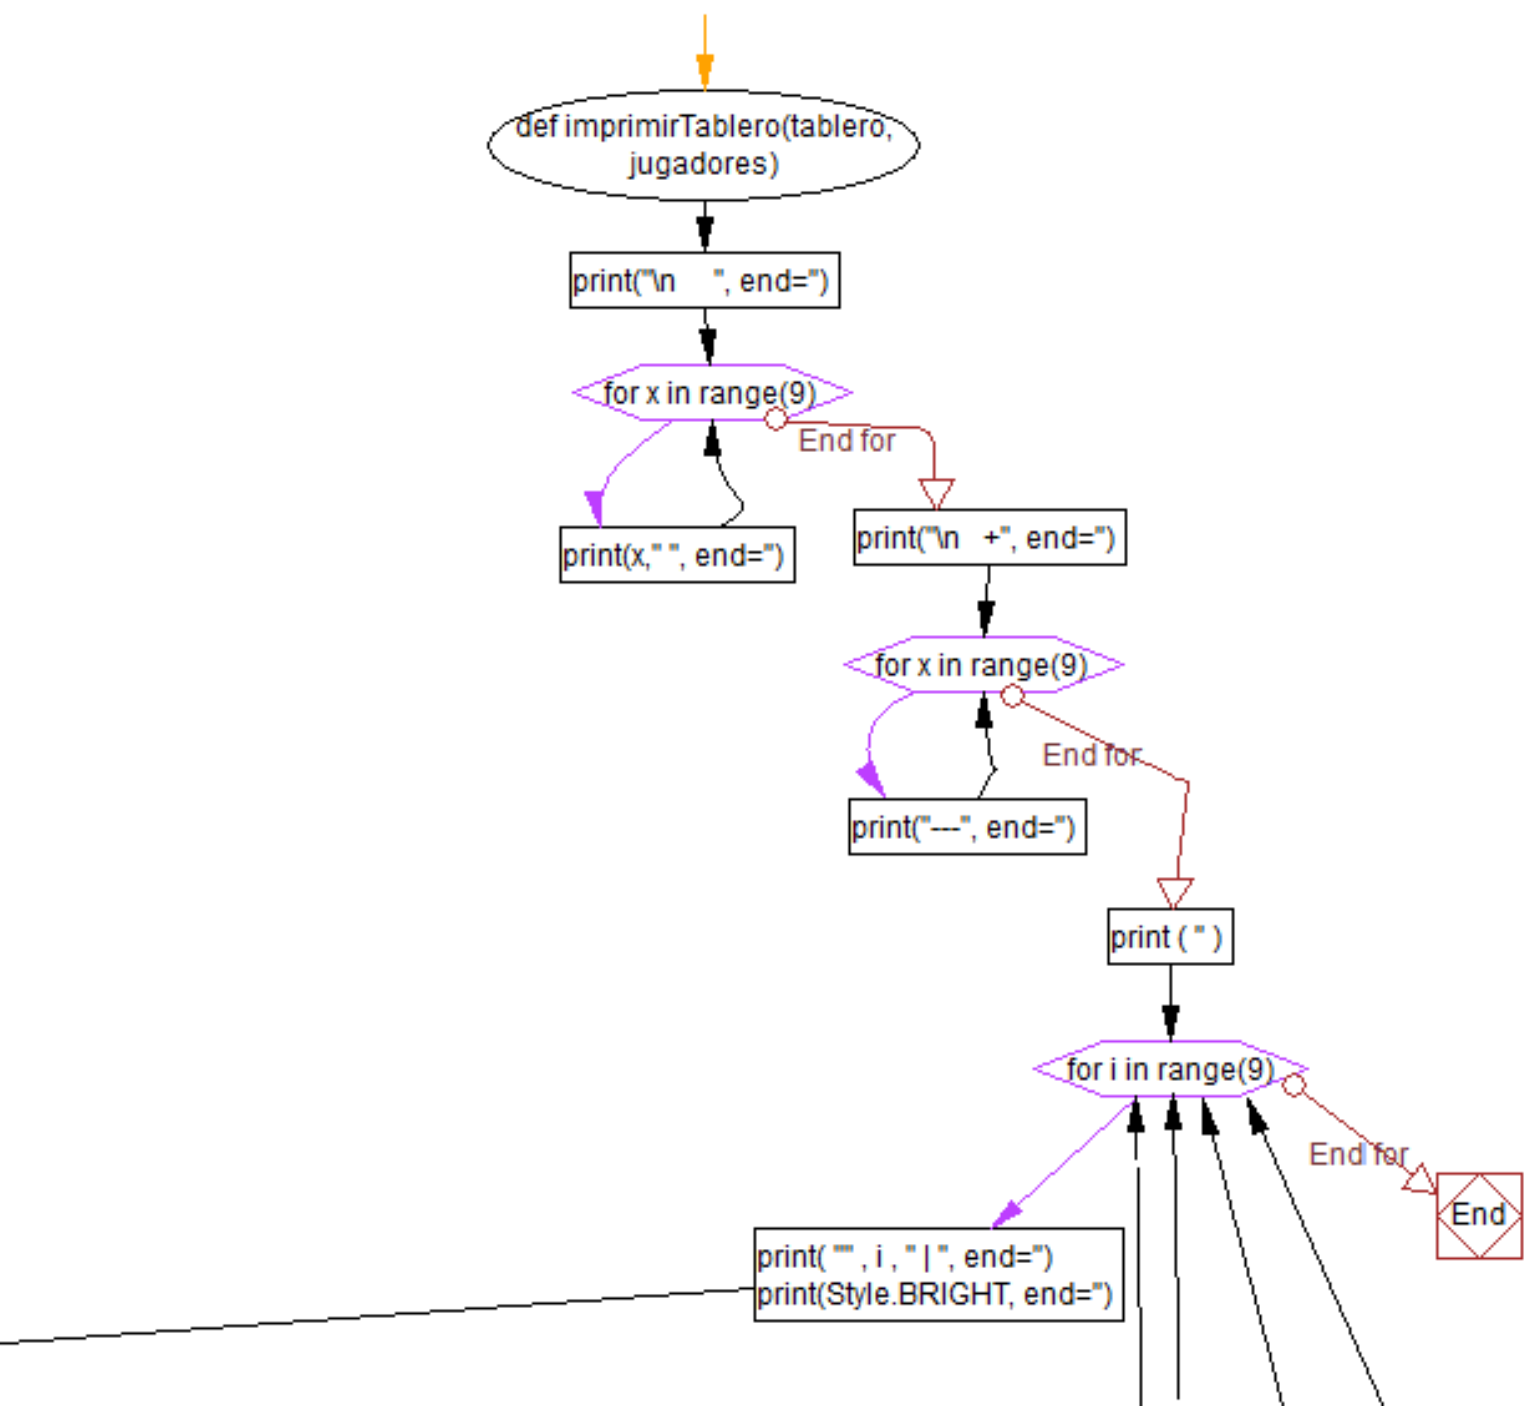 def imprimirTablero(tablero,
jugadores)
print("\n     ", end='')
for x in range(9)
End for
print(x," ", end='')
print("\n   +", end='')
for x in range(9)
End for
print("---", end='')
print ( '' )
for i in range(9)
End for
End
print( "" , i , " | ", end='')
print(Style.BRIGHT, end='')